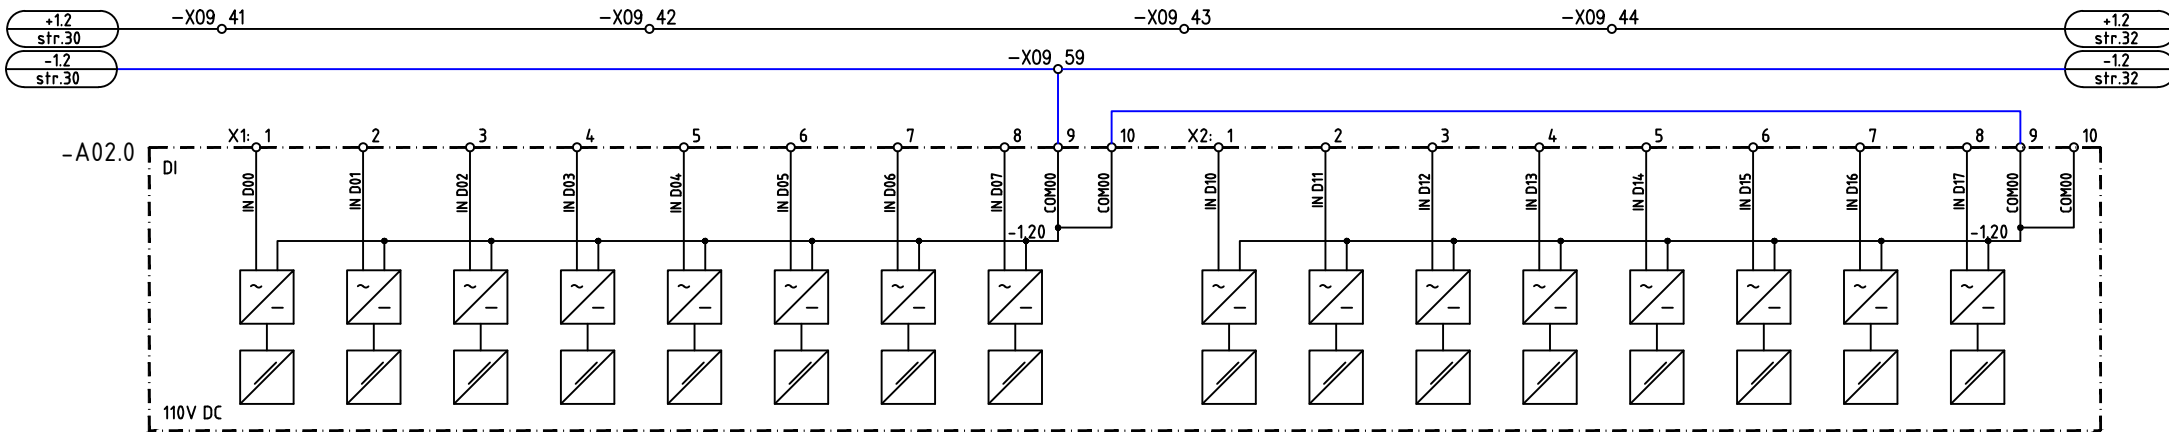 +1.2 -X09 41 -X09 42 -X09 43 -X09 44 +1.2
str.30 str.32
-1.2 -X09 59 -1.2
str.30 str.32
X1: 1 2 3 4 5 6 7 8 9 10 X2: 1 2 3 4 5 6 7 8 9 10
-A02.0
DI
IN D00 IN D01 IN D02 IN D03 IN D04 IN D05 IN D06 IN D07 COM00 COM00 IN D10 IN D11 IN D12 IN D13 IN D14 IN D15 IN D16 IN D17 COM00 COM00
-1,20 -1,20
110V DC